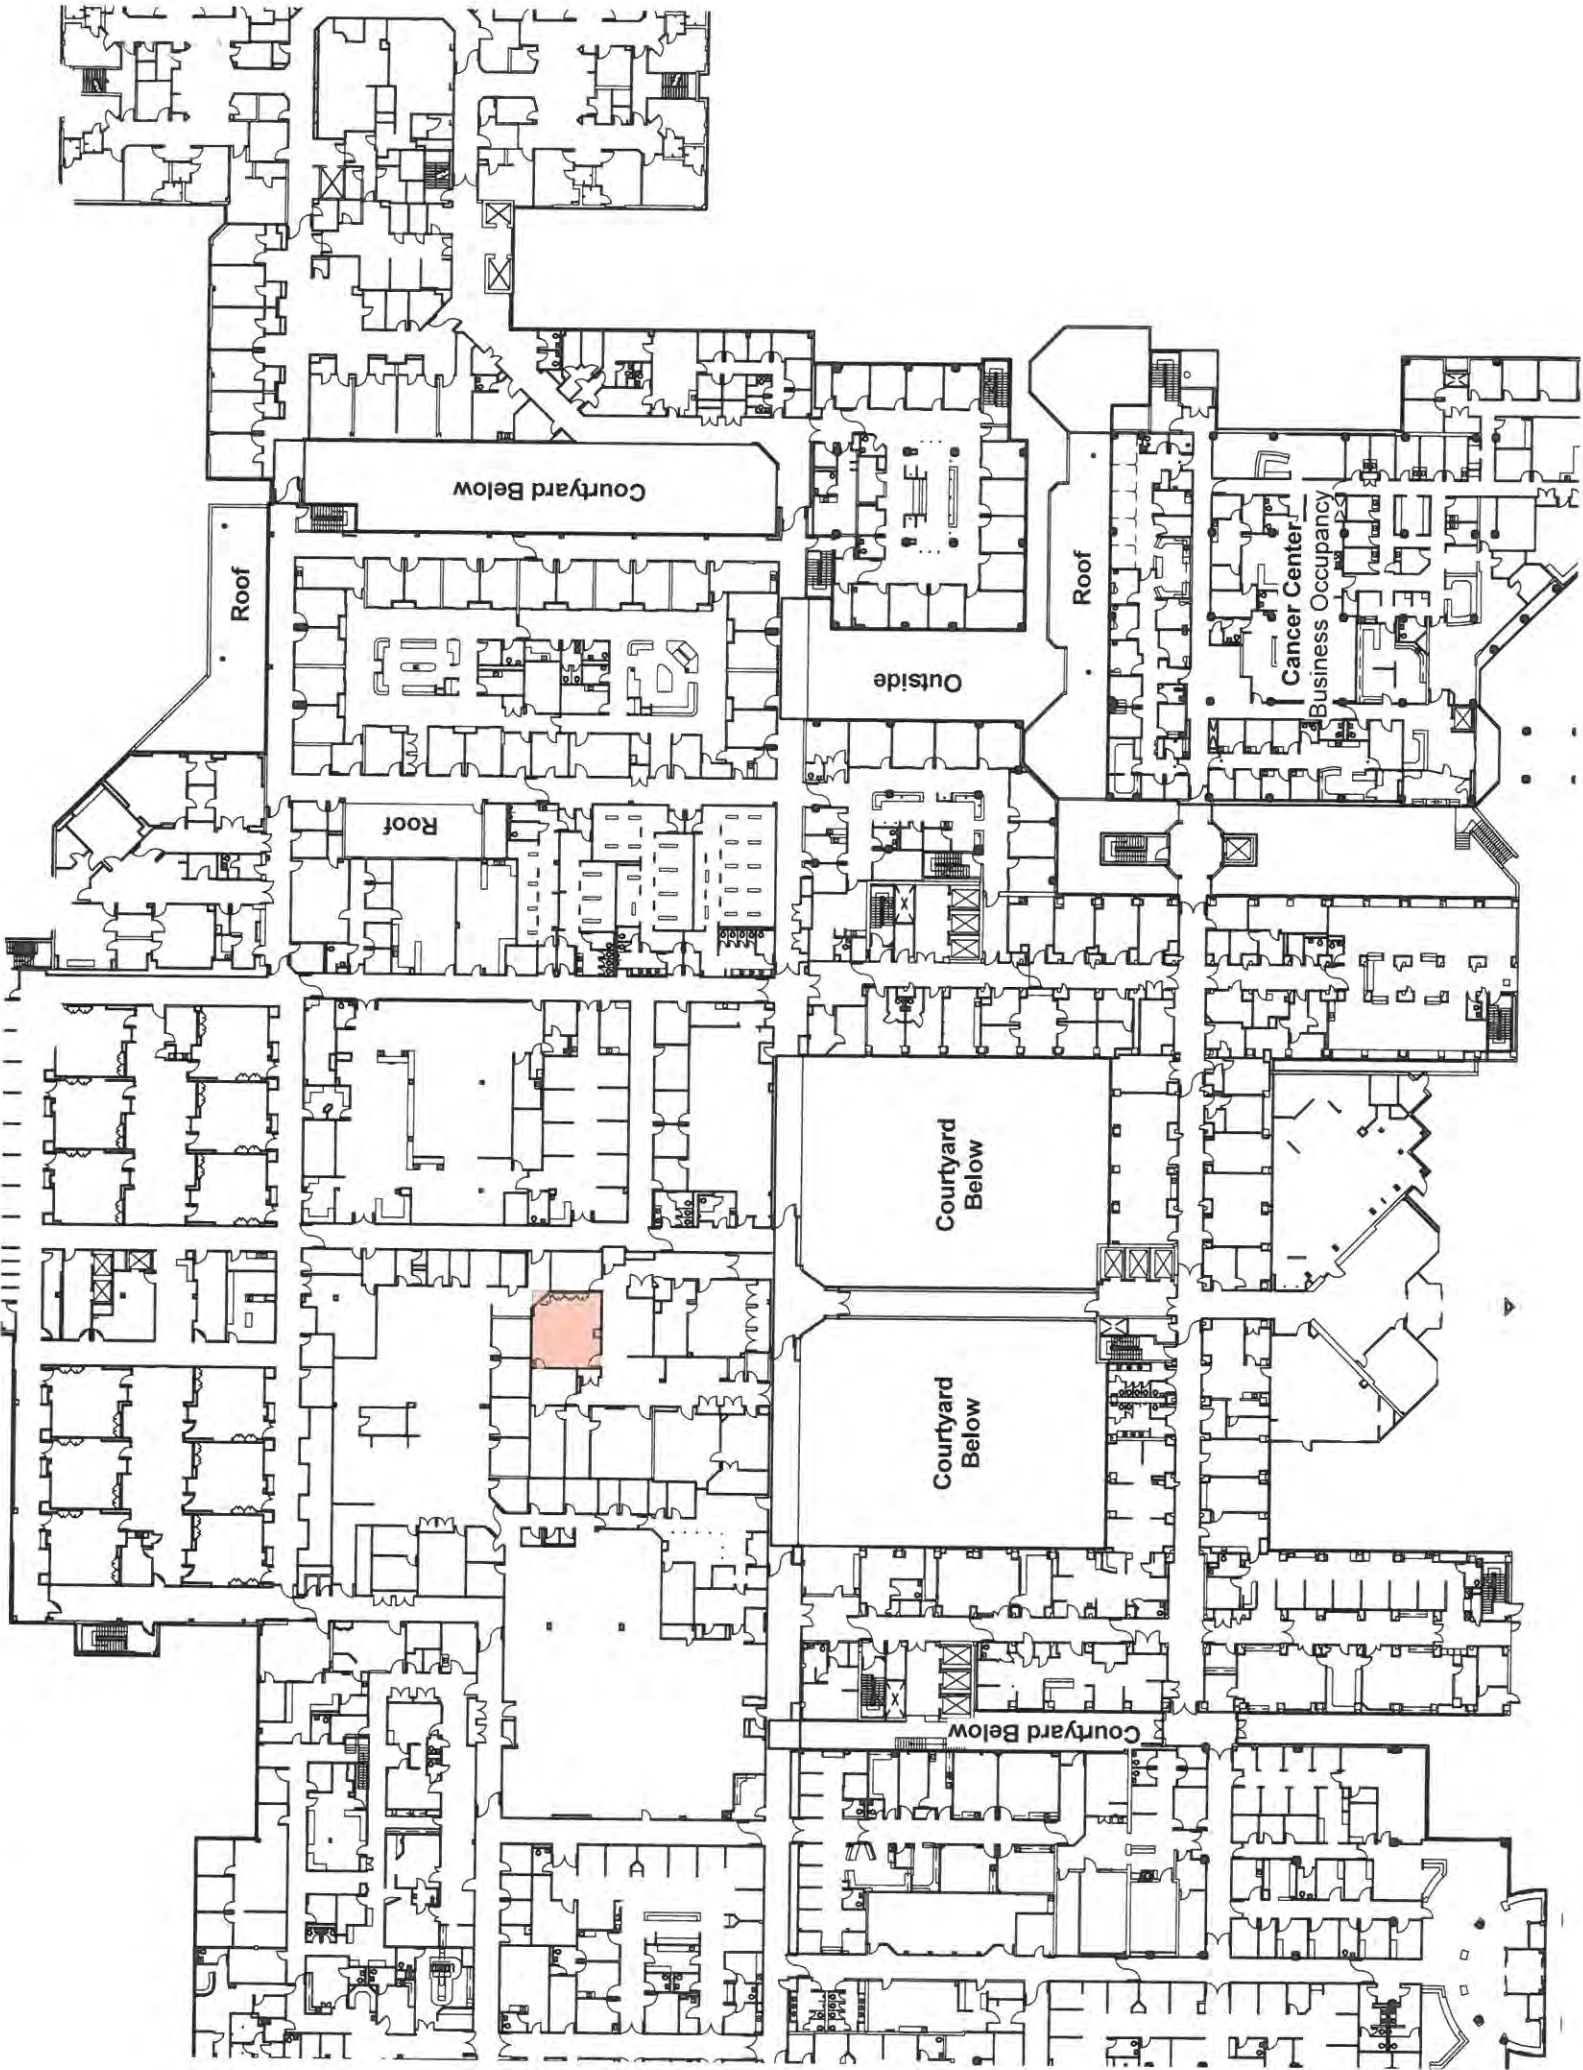 Courtyard Below
Roof
Roof
Cancer Center
Business Occupancy
Outside
Roof
Courtyard
Below
Courtyard
Below
Courtyard Below